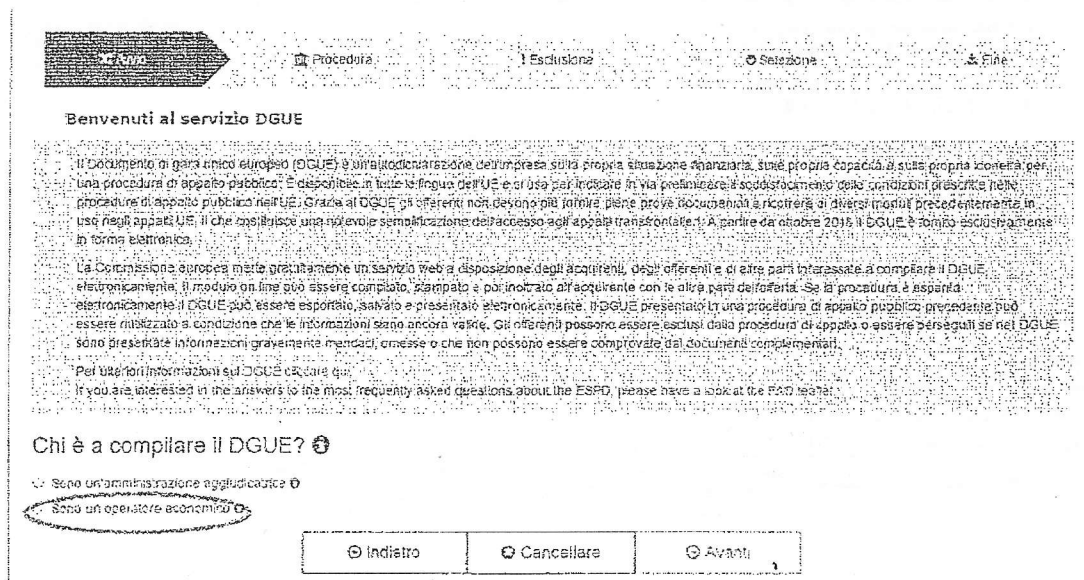 Procedura Esclusione Selezione Fine
Benvenuti al servizio DGUE
Il Documento di gara unico europeo (DGUE) è un'autodichiarazione dell'impresa sulla propria situazione finanziaria, sulle proprie capacità e sulla propria idoneità per
una procedura di appalto pubblico. È disponibile in tutte le lingue dell'UE e si usa per indicare in via preliminare il soddisfacimento delle condizioni prescritte nelle
procedure di appalto pubblico nell'UE. Grazie al DGUE gli offerenti non devono più fornire piene prove documentali e ricorrere ai diversi moduli precedentemente in
uso negli appalti UE, il che costituisce una notevole semplificazione dell'accesso agli appalti transfrontalieri. A partire da ottobre 2018 il DGUE è fornito esclusivamente
in forma elettronica.
La Commissione europea mette gratuitamente un servizio web a disposizione degli acquirenti, degli offerenti e di altre parti interessate a compilare il DGUE
elettronicamente. Il modulo on line può essere compilato, stampato e poi inoltrato all'acquirente con le altre parti dell'offerta. Se la procedura è esperita
elettronicamente il DGUE può essere esportato, salvato e presentato elettronicamente. Il DGUE presentato in una procedura di appalto pubblico precedente può
essere riutilizzato a condizione che le informazioni siano ancora valide. Gli offerenti possono essere esclusi dalla procedura di appalto o essere perseguiti se nel DGUE
sono presentate informazioni gravemente mendaci, omesse o che non possono essere comprovate dai documenti complementari.
Per ulteriori informazioni sul DGUE cliccare qui.
If you are interested in the answers to the most frequently asked questions about the ESPD, please have a look at the FAQ leaflet
Chi è a compilare il DGUE?
Sono un'amministrazione aggiudicatrice
Sono un operatore economico
Indietro Cancellare Avanti